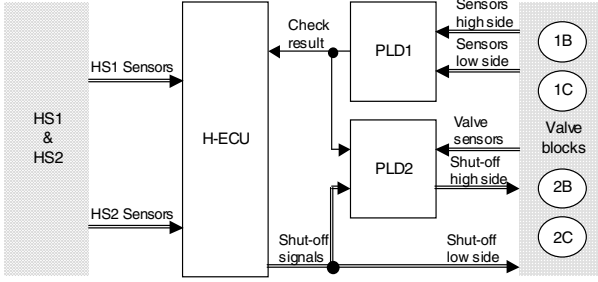 HS1
&
HS2
HS1 Sensors
HS2 Sensors
H-ECU
Check
result
Shut-off
signals
PLD1
PLD2
Sensors
high side
Sensors
low side
Valve
sensors
Shut-off
high side
Shut-off
low side
1B
1C
Valve
blocks
2B
2C